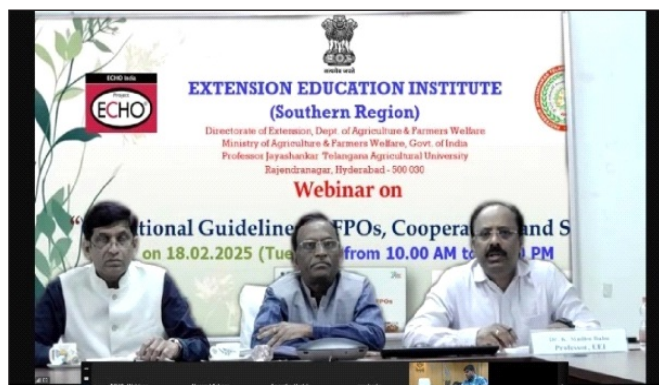 ECHO India
Project
ECHO
सत्यमेव जयते
EXTENSION EDUCATION INSTITUTE
(Southern Region)
Directorate of Extension, Dept. of Agriculture & Farmers Welfare
Ministry of Agriculture & Farmers Welfare, Govt. of India
Professor Jayashankar Telangana Agricultural University
Rajendranagar, Hyderabad - 500 030
Webinar on
tional Guideline FPOs, Coopera and S
on 18.02.2025 (Tue from 10.00 AM to PM
FPOs
Professor, EEI